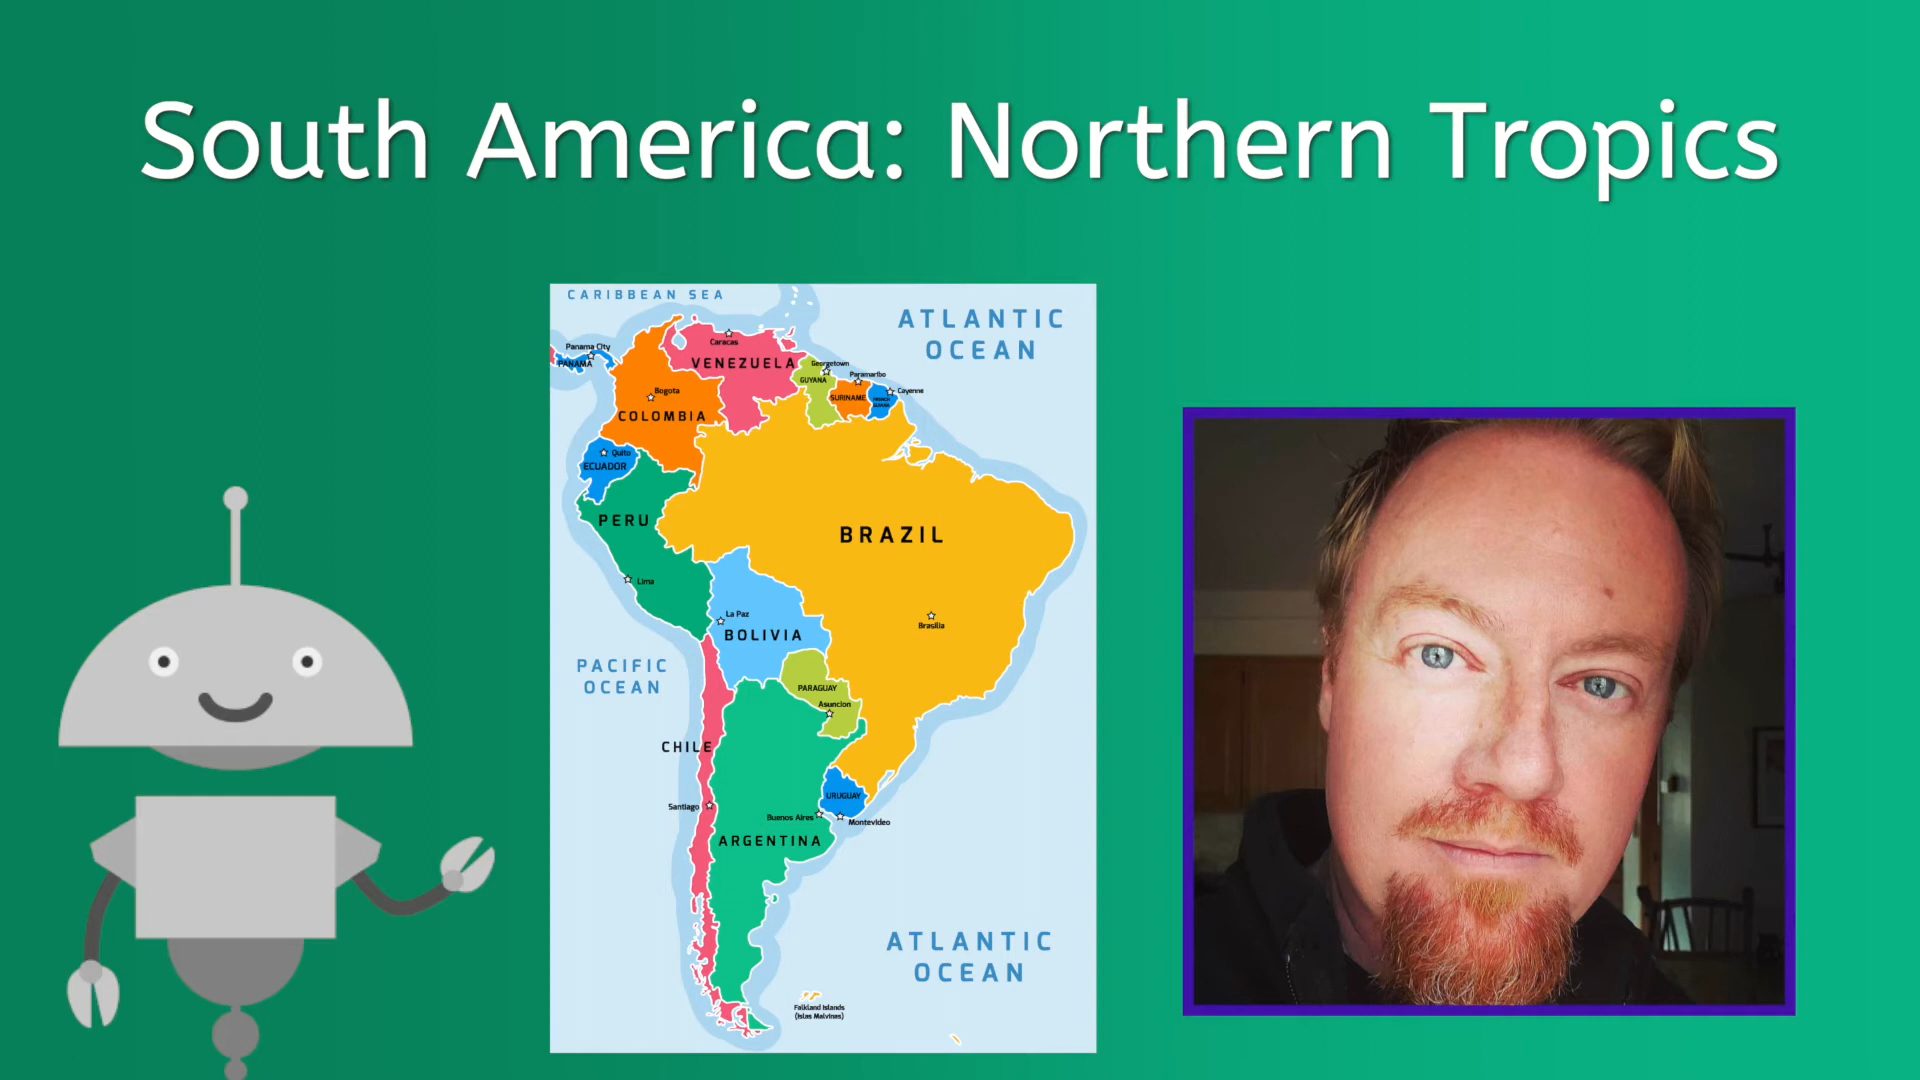 South America: Northern Tropics
CARIBBEAN SEA
ATLANTIC
OCEAN
Panama City
PANAMA
Caracas
VENEZUELA
Georgetown
GUYANA
Paramaribo
SURINAME
Cayenne
FRENCH
GUIANA
Bogota
COLOMBIA
Quito
ECUADOR
PERU
BRAZIL
Lima
La Paz
BOLIVIA
Brasilia
PACIFIC
OCEAN
PARAGUAY
Asuncion
CHILE
Santiago
URUGUAY
Buenos Aires
Montevideo
ARGENTINA
ATLANTIC
OCEAN
Falkland Islands
(Islas Malvinas)